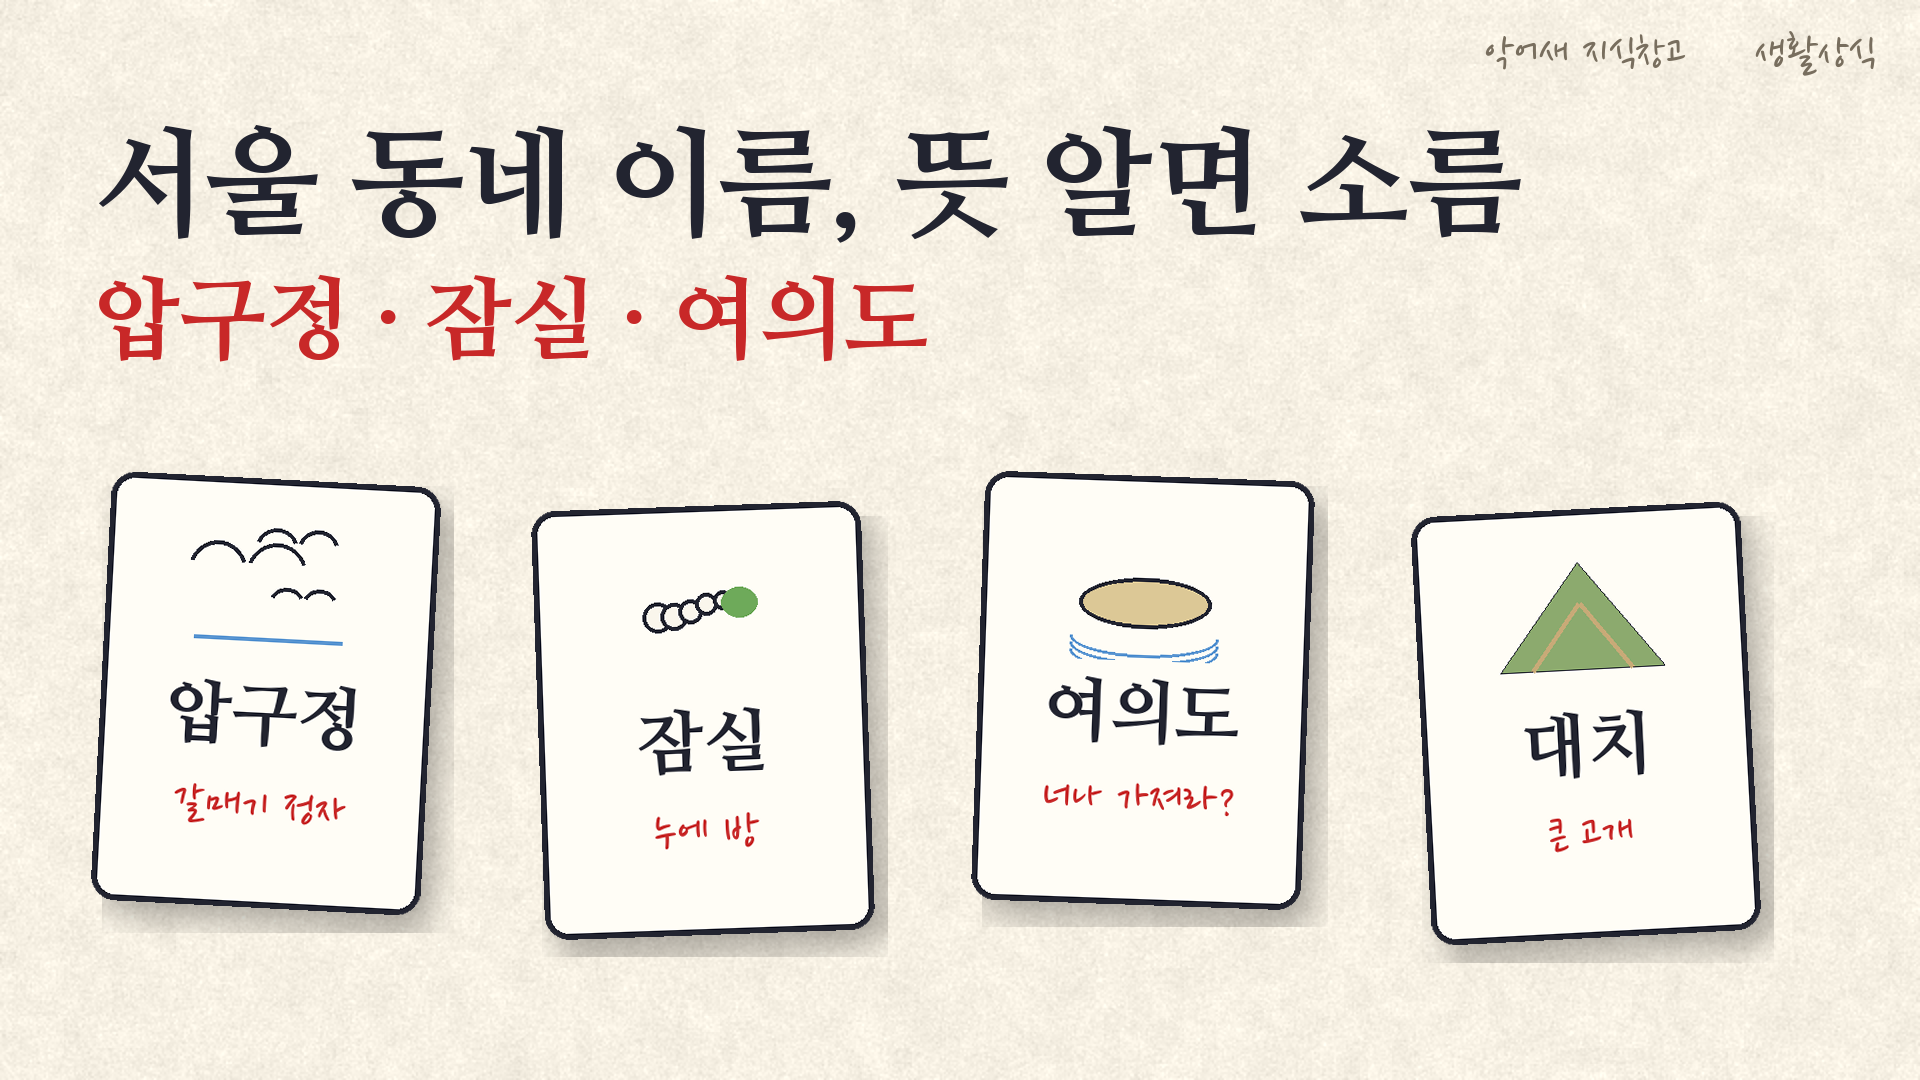 악어새 지식창고 생활상식
서울 동네 이름, 뜻 알면 소름
압구정 · 잠실 · 여의도
압구정
갈매기 정자
잠실
누에 방
여의도
너나 가져라?
대치
큰 고개